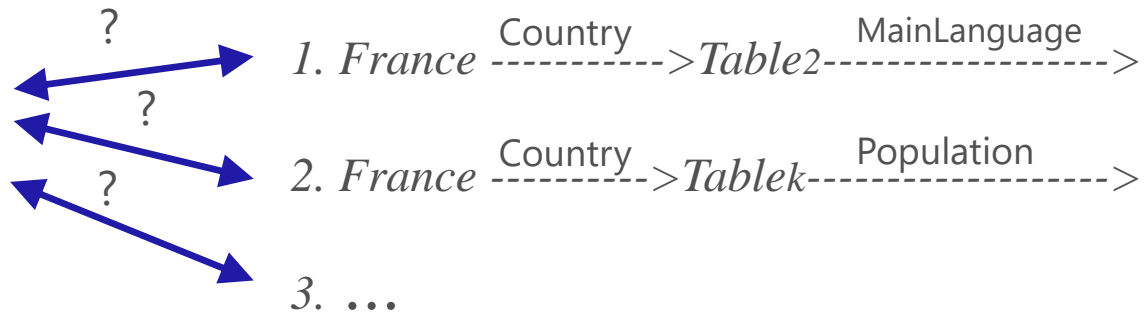 ?
Country MainLanguage
1. France ----------->Table2------------------>
?
Country Population
2. France ---------->Tablek------------------->
?
3. ...